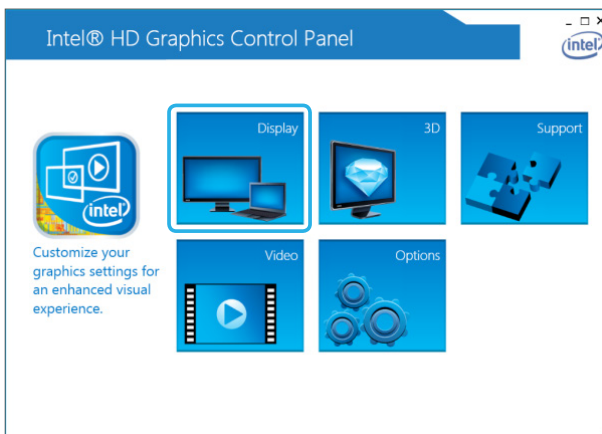 Intel® HD Graphics Control Panel
intel
Display
3D
Support
intel
Customize your
graphics settings for
an enhanced visual
experience.
Video
Options